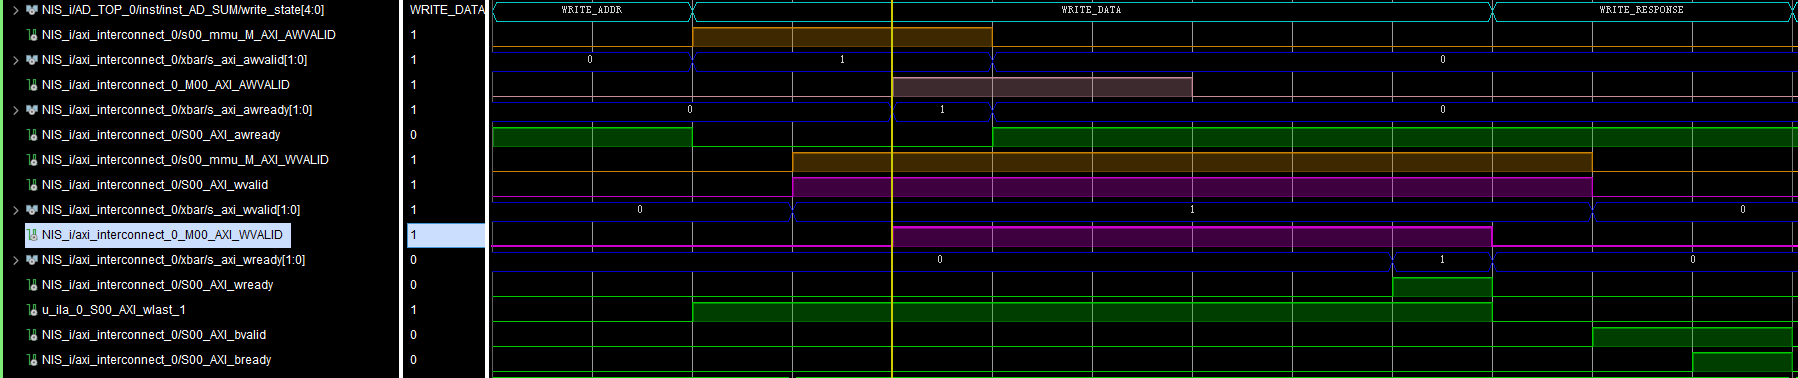 NIS_i/AD_TOP_0/inst/inst_AD_SUM/write_state[4:0] WRITE_DATA WRITE_ADDR WRITE_DATA WRITE_RESPONSE
NIS_i/axi_interconnect_0/s00_mmu_M_AXI_AWVALID 1
NIS_i/axi_interconnect_0/xbar/s_axi_awvalid[1:0] 1 0 1 0
NIS_i/axi_interconnect_0_M00_AXI_AWVALID 1
NIS_i/axi_interconnect_0/xbar/s_axi_awready[1:0] 1 0 1 0
NIS_i/axi_interconnect_0/S00_AXI_awready 0
NIS_i/axi_interconnect_0/s00_mmu_M_AXI_WVALID 1
NIS_i/axi_interconnect_0/S00_AXI_wvalid 1
NIS_i/axi_interconnect_0/xbar/s_axi_wvalid[1:0] 1 0 1 0
NIS_i/axi_interconnect_0_M00_AXI_WVALID 1
NIS_i/axi_interconnect_0/xbar/s_axi_wready[1:0] 0 0 1 0
NIS_i/axi_interconnect_0/S00_AXI_wready 0
u_ila_0_S00_AXI_wlast_1 1
NIS_i/axi_interconnect_0/S00_AXI_bvalid 0
NIS_i/axi_interconnect_0/S00_AXI_bready 0